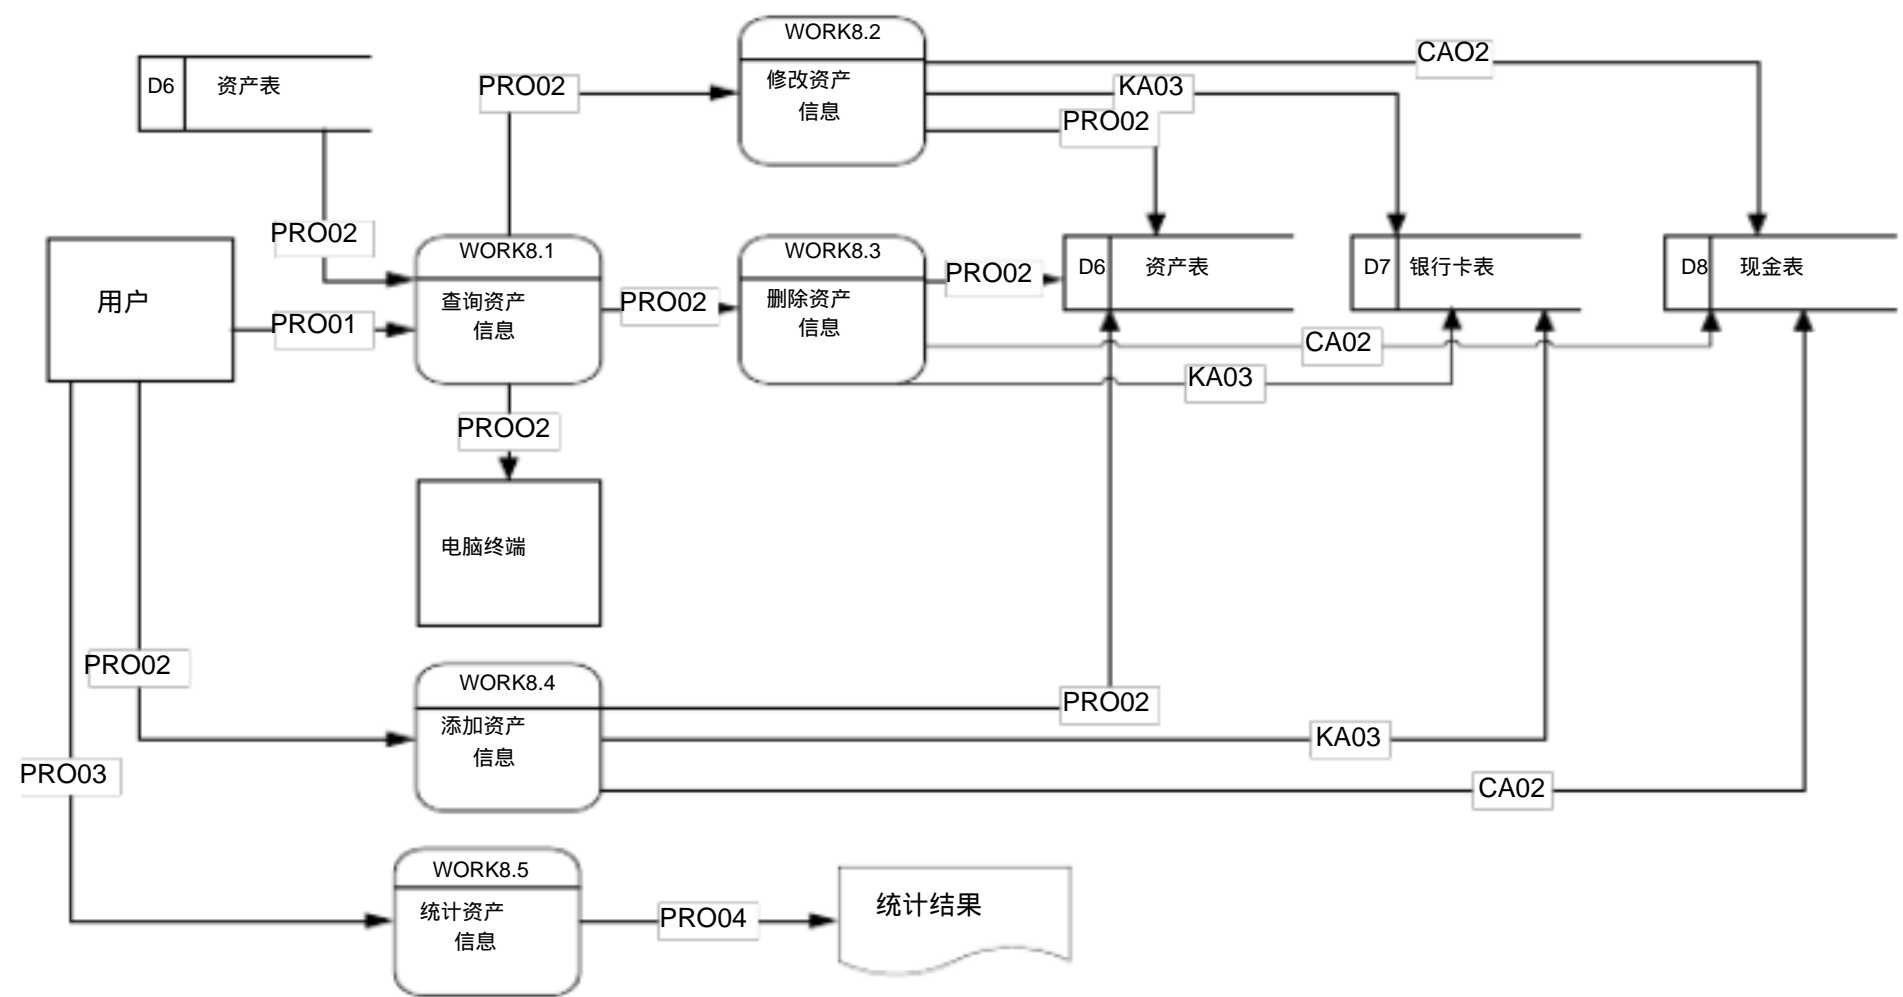 WORK8.2
修改资产
信息
CAO2
KA03
PRO02
PRO02
D6 资产表
PRO02
用户
PRO01
WORK8.1
查询资产
信息
PRO02
WORK8.3
删除资产
信息
PRO02
D6 资产表
D7 银行卡表
D8 现金表
CA02
KA03
PROO2
电脑终端
PRO02
WORK8.4
添加资产
信息
PRO02
KA03
CA02
PRO03
WORK8.5
统计资产
信息
PRO04
统计结果